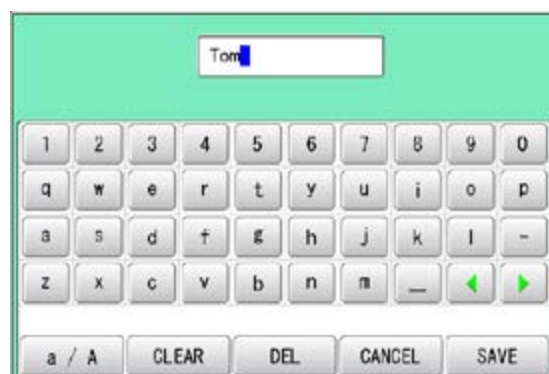 Tom
1 2 3 4 5 6 7 8 9 0
q w e r t y u i o p
a s d f g h j k l -
z x c v b n m _
a / A CLEAR DEL CANCEL SAVE